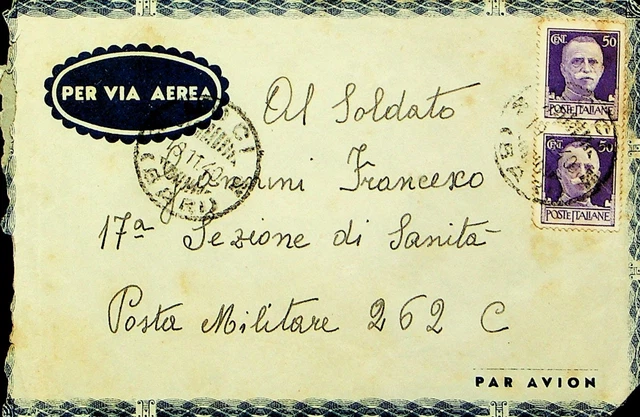 PER VIA AEREA
CENT. 50
POSTE ITALIANE
50
POSTE ITALIANE
Al Soldato
Giannini Francesco
17a Sezione di Sanità
Posta Militare 262 C
PAR AVION